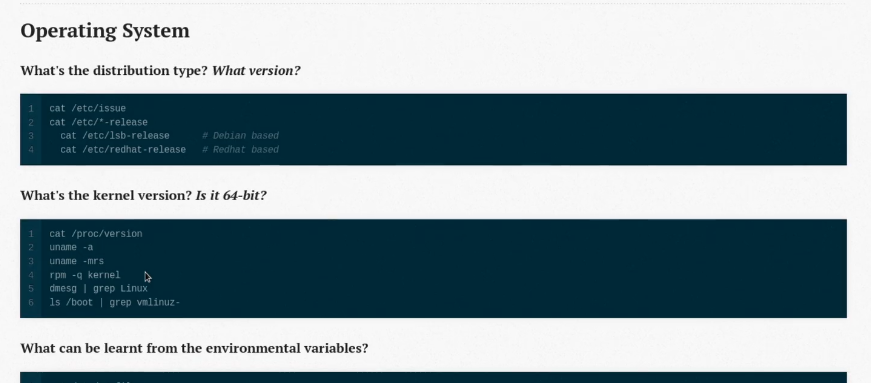 Operating System
What's the distribution type? What version?
1 cat /etc/issue
2 cat /etc/*-release
3 cat /etc/lsb-release # Debian based
4 cat /etc/redhat-release # Redhat based
What's the kernel version? Is it 64-bit?
1 cat /proc/version
2 uname -a
3 uname -mrs
4 rpm -q kernel
5 dmesg | grep Linux
6 ls /boot | grep vmlinuz-
What can be learnt from the environmental variables?